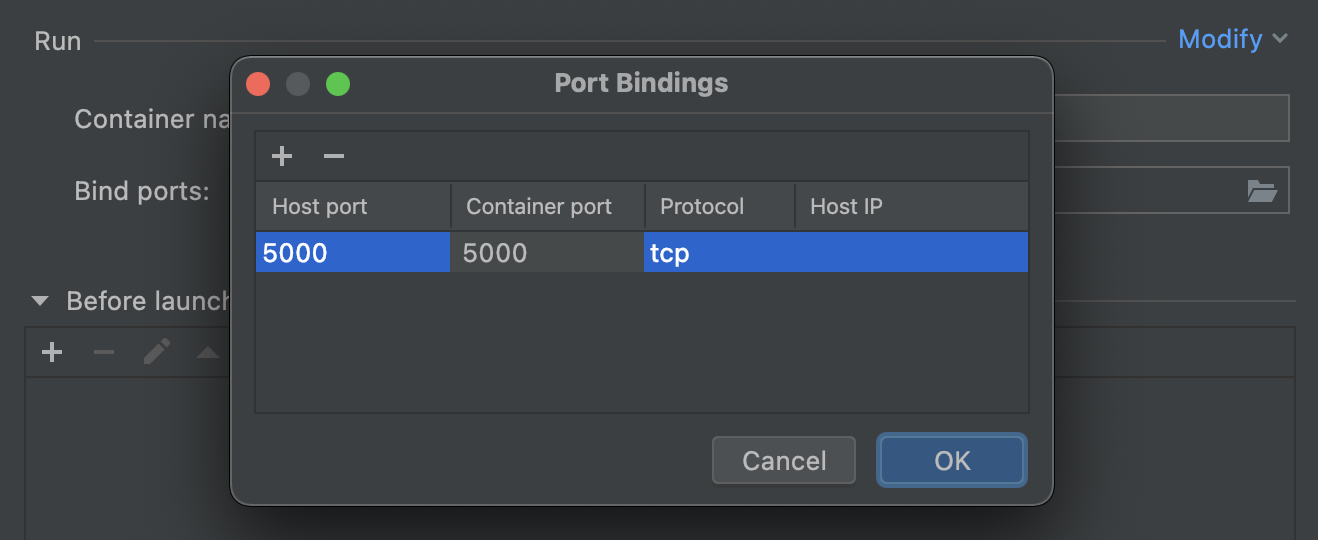 Run
Modify
Port Bindings
Container na
Bind ports:
Host port Container port Protocol Host IP
5000 5000 tcp
Before launch
Cancel OK